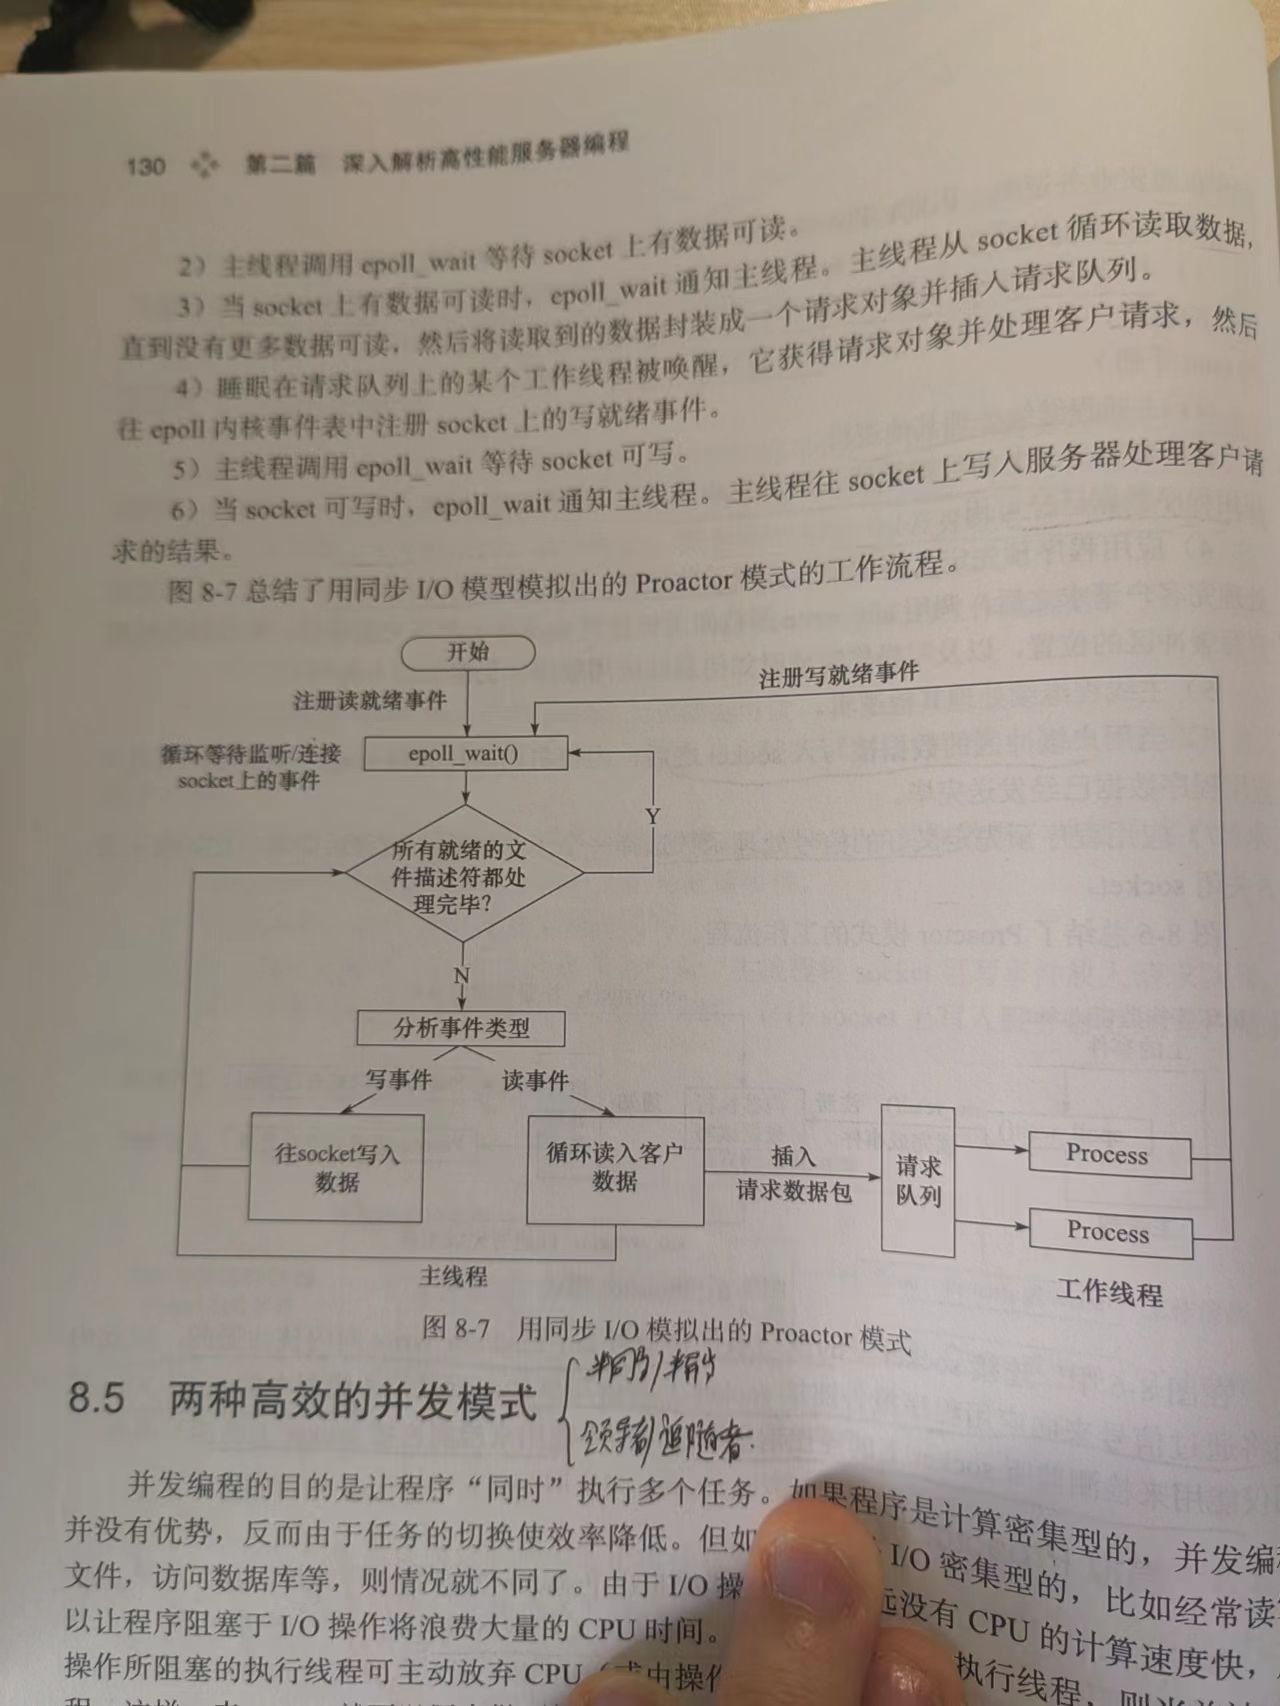 130 第二篇 深入解析高性能服务器编程
2）主线程调用 epoll_wait 等待 socket 上有数据可读。
3）当 socket 上有数据可读时，epoll_wait 通知主线程。主线程从 socket 循环读取数据，
直到没有更多数据可读，然后将读取到的数据封装成一个请求对象并插入请求队列。
4）睡眠在请求队列上的某个工作线程被唤醒，它获得请求对象并处理客户请求，然后
往 epoll 内核事件表中注册 socket 上的写就绪事件。
5）主线程调用 epoll_wait 等待 socket 可写。
6）当 socket 可写时，epoll_wait 通知主线程。主线程往 socket 上写入服务器处理客户请
求的结果。
图 8-7 总结了用同步 I/O 模型模拟出的 Proactor 模式的工作流程。
开始
注册读就绪事件
注册写就绪事件
循环等待监听/连接
socket上的事件
epoll_wait()
Y
所有就绪的文
件描述符都处
理完毕？
N
分析事件类型
写事件
读事件
往socket写入
数据
循环读入客户
数据
插入
请求数据包
请求
队列
Process
Process
主线程
工作线程
图 8-7 用同步 I/O 模拟出的 Proactor 模式
8.5 两种高效的并发模式
半同步/半异步
领导者/追随者.
并发编程的目的是让程序“同时”执行多个任务。如果程序是计算密集型的，并发编
并没有优势，反而由于任务的切换使效率降低。但如 I/O 密集型的，比如经常读
文件，访问数据库等，则情况就不同了。由于 I/O 操 没有 CPU 的计算速度快，
以让程序阻塞于 I/O 操作将浪费大量的 CPU 时间。
操作所阻塞的执行线程可主动放弃 CPU 执行线程，